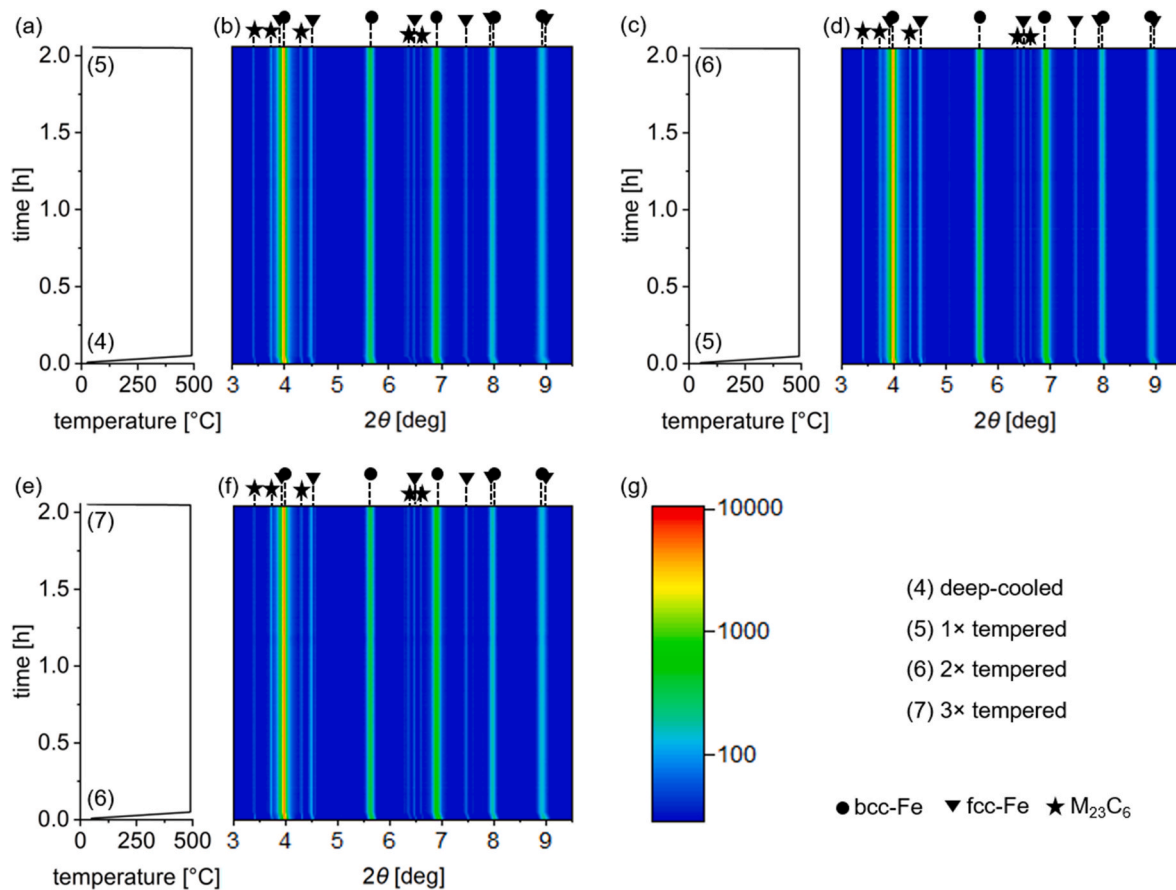 (a) (b) (c) (d)
2.0 (5) 2.0 (6)
1.5 1.5
time [h] time [h]
1.0 1.0
0.5 0.5
(4) (5)
0.0 0.0
0 250 500 3 4 5 6 7 8 9 0 250 500 3 4 5 6 7 8 9
temperature [°C] 2θ [deg] temperature [°C] 2θ [deg]
(e) (f) (g)
2.0 (7) 10000
1.5 (4) deep-cooled
time [h] 1000 (5) 1× tempered
1.0 (6) 2× tempered
(7) 3× tempered
0.5 100
(6) bcc-Fe fcc-Fe M₂₃C₆
0.0
0 250 500 3 4 5 6 7 8 9
temperature [°C] 2θ [deg]